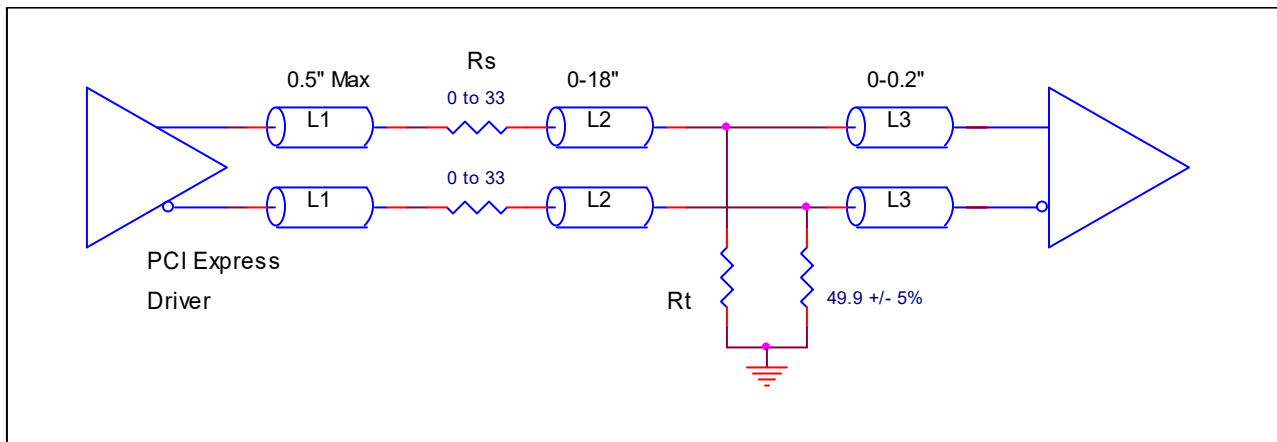 Rs
0.5" Max
0-18"
0-0.2"
0 to 33
L1
L2
L3
0 to 33
L1
L2
L3
PCI Express
Driver
Rt
49.9 +/- 5%